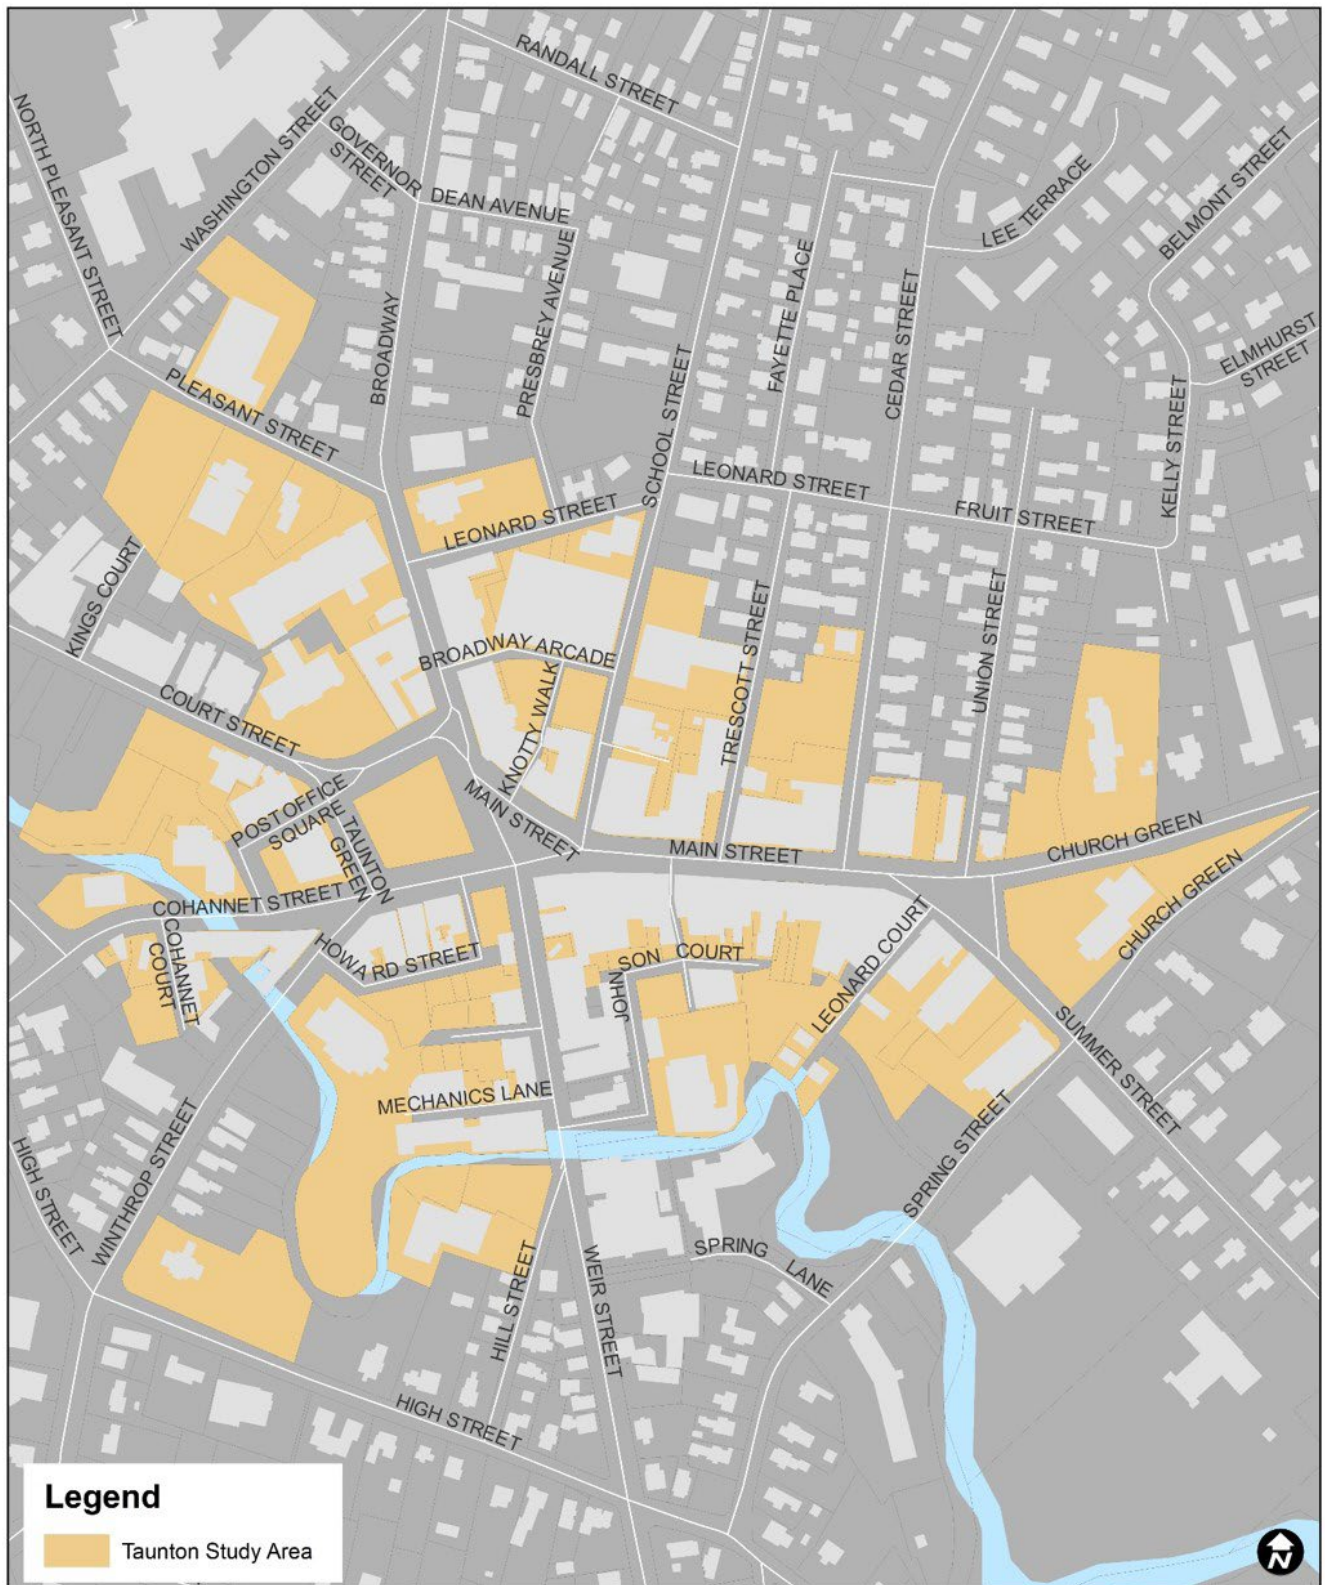 RANDALL STREET
NORTH PLEASANT STREET
WASHINGTON STREET
GOVERNOR
STREET
DEAN AVENUE
LEE TERRACE
BELMONT STREET
PRESBREY AVENUE
FAYETTE PLACE
BROADWAY
CEDAR STREET
ELMHURST
STREET
PLEASANT STREET
SCHOOL STREET
KELLY STREET
LEONARD STREET
FRUIT STREET
LEONARD STREET
KINGS COURT
TRESCOTT STREET
UNION STREET
BROADWAY ARCADE
COURT STREET
KNOTTY WALK
POST OFFICE
SQUARE
TAUNTON
GREEN
MAIN STREET
MAIN STREET
CHURCH GREEN
CHURCH GREEN
COHANNET STREET
COHANNET
COURT
HOWARD STREET
JOHN
SON COURT
LEONARD COURT
SUMMER STREET
MECHANICS LANE
HIGH STREET
WINTHROP STREET
SPRING STREET
SPRING LANE
HILL STREET
WEIR STREET
HIGH STREET
Legend
Taunton Study Area
N